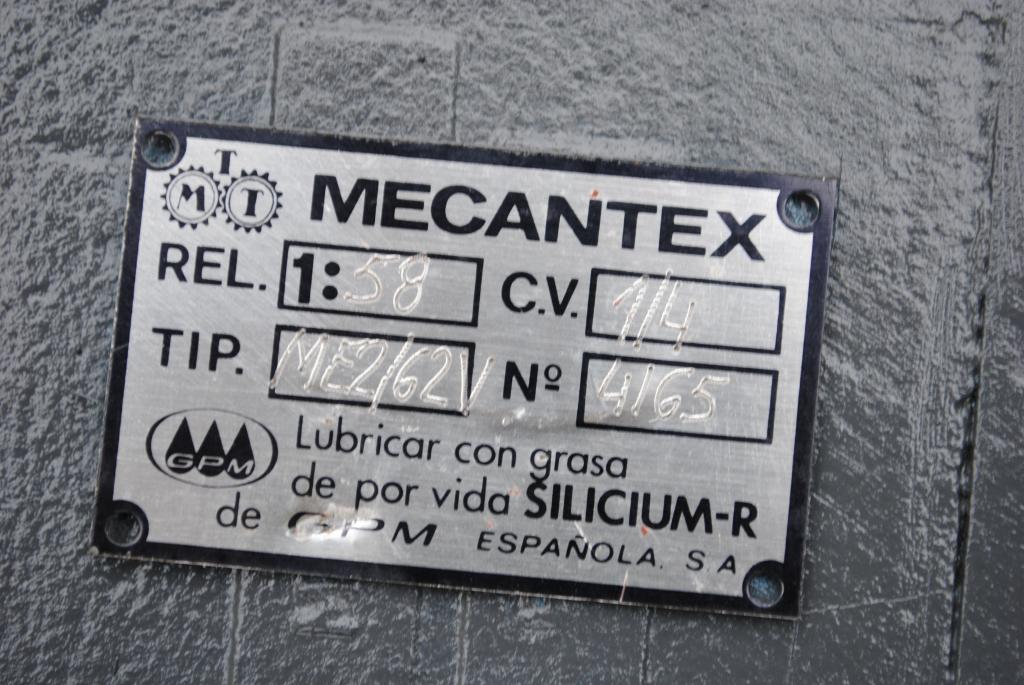 T
M T
MECANTEX
REL. 1:58 C.V. 1/4
TIP. ME2/62V Nº 4165
GPM
Lubricar con grasa
de por vida SILICIUM-R
de GPM ESPAÑOLA. S A